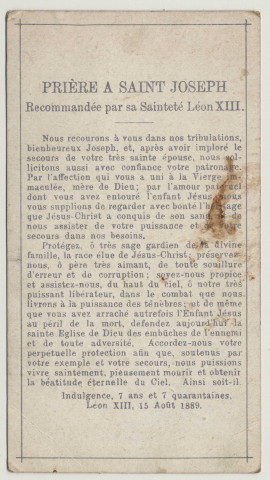 PRIÈRE A SAINT JOSEPH
Recommandée par sa Sainteté Léon XIII.
Nous recourons à vous dans nos tribulations,
bienheureux Joseph, et, après avoir imploré le
secours de votre très sainte épouse, nous sol-
licitons aussi avec confiance votre patronage.
Par l'affection qui vous a uni à la Vierge im-
maculée, mère de Dieu; par l'amour paternel
dont vous avez entouré l'enfant Jésus, nous
vous supplions de regarder avec bonté l'héritage
que Jésus-Christ a conquis de son sang, et de
nous assister de votre puissance et de votre
secours dans nos besoins.
Protégez, ô très sage gardien de la divine
famille, la race élue de Jésus-Christ; préservez-
nous, ô père très aimant, de toute souillure
d'erreur et de corruption; soyez-nous propice
et assistez-nous, du haut du ciel, ô notre très
puissant libérateur, dans le combat que nous
livrons à la puissance des ténèbres; et de même
que vous avez arraché autrefois l'Enfant Jésus
au péril de la mort, défendez aujourd'hui la
sainte Eglise de Dieu des embûches de l'ennemi
et de toute adversité. Accordez-nous votre
perpétuelle protection afin que, soutenus par
votre exemple et votre secours, nous puissions
vivre saintement, pieusement mourir et obtenir
la béatitude éternelle du Ciel. Ainsi soit-il.
Indulgence, 7 ans et 7 quarantaines.
Léon XIII, 15 Août 1889.